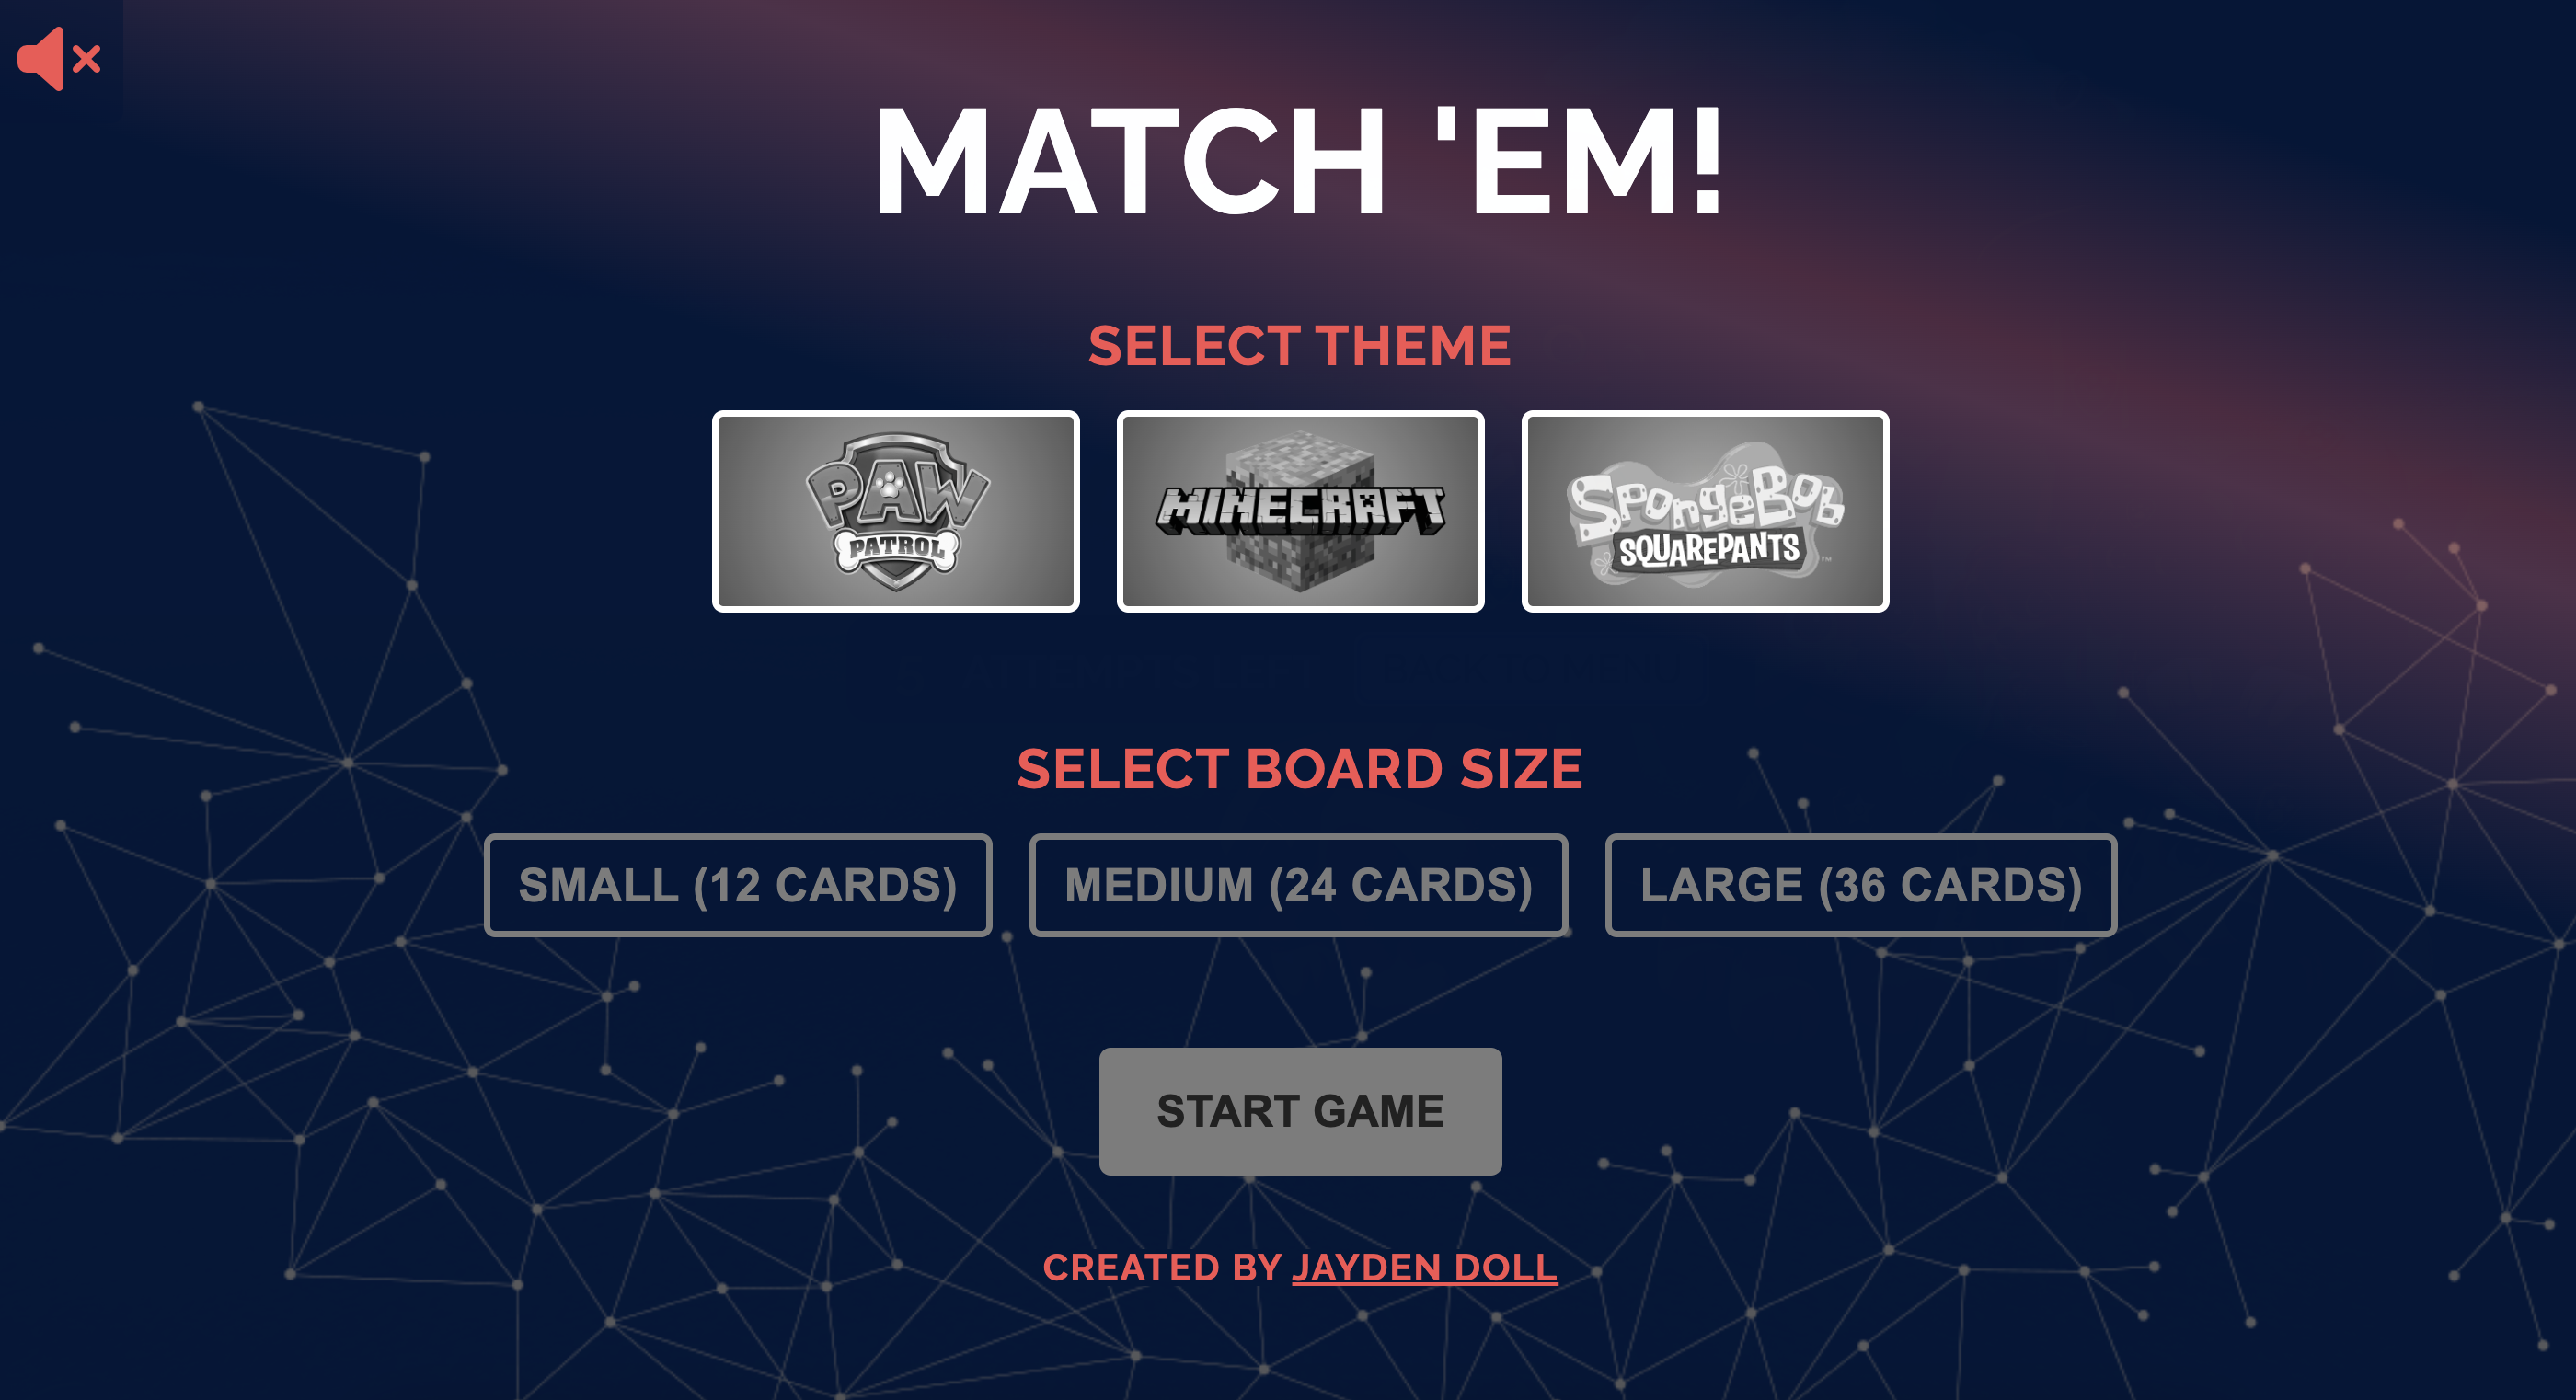 MATCH 'EM!
SELECT THEME
PAW
PATROL
MINECRAFT
SPONGEBOB
SQUAREPANTS™
SELECT BOARD SIZE
SMALL (12 CARDS)
MEDIUM (24 CARDS)
LARGE (36 CARDS)
START GAME
CREATED BY JAYDEN DOLL